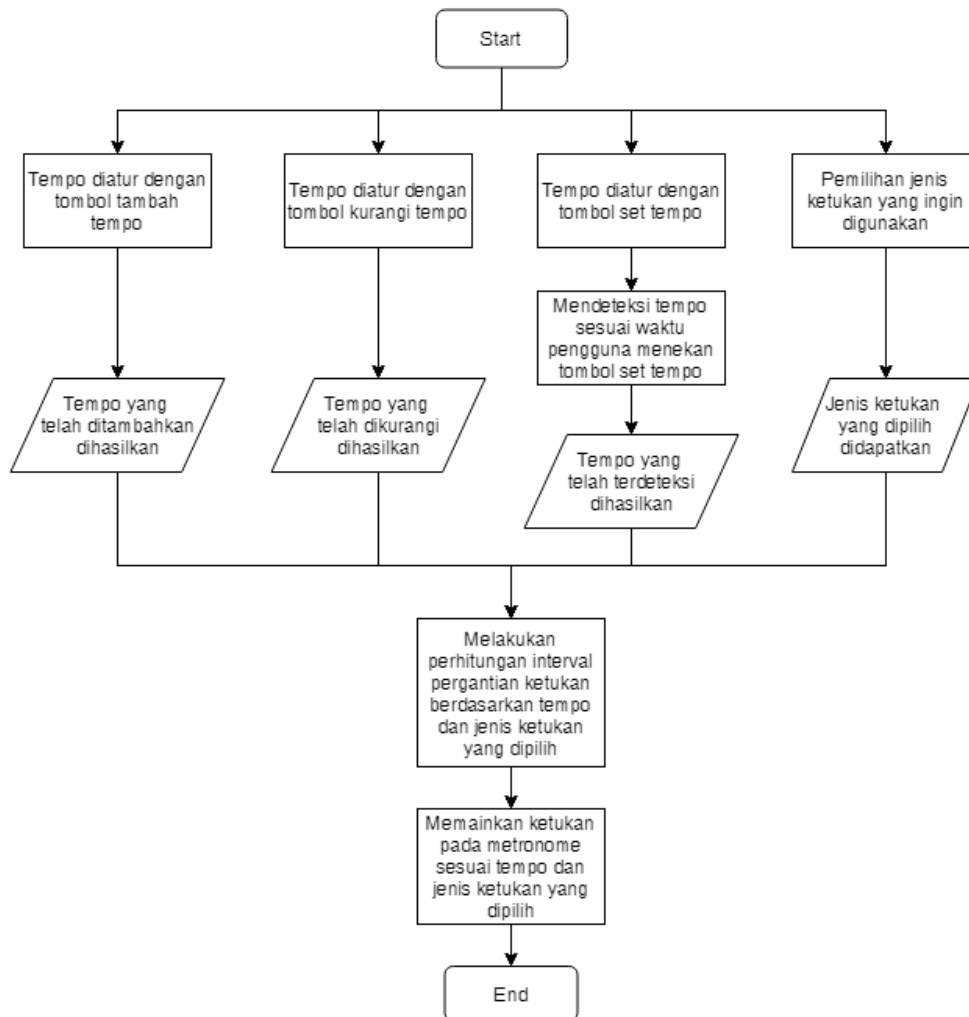 Start
Tempo diatur dengan
tombol tambah
tempo
Tempo diatur dengan
tombol kurangi tempo
Tempo diatur dengan
tombol set tempo
Pemilihan jenis
ketukan yang ingin
digunakan
Mendeteksi tempo
sesuai waktu
pengguna menekan
tombol set tempo
Tempo yang
telah ditambahkan
dihasilkan
Tempo yang
telah dikurangi
dihasilkan
Tempo yang
telah terdeteksi
dihasilkan
Jenis ketukan
yang dipilih
didapatkan
Melakukan
perhitungan interval
pergantian ketukan
berdasarkan tempo
dan jenis ketukan
yang dipilih
Memainkan ketukan
pada metronome
sesuai tempo dan
jenis ketukan yang
dipilih
End